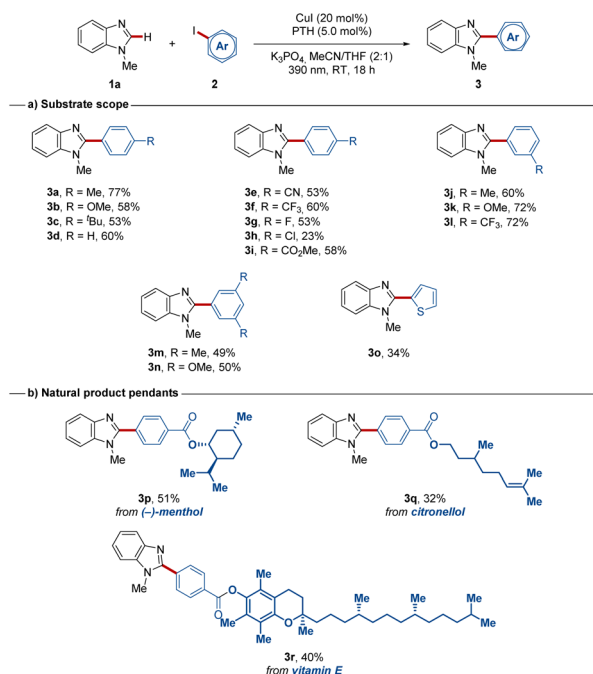 N
H
N
Me
1a
+
I
Ar
2
CuI (20 mol%)
PTH (5.0 mol%)
K₃PO₄, MeCN/THF (2:1)
390 nm, RT, 18 h
N
Ar
N
Me
3
a) Substrate scope
N
R
N
Me
3a, R = Me, 77%
3b, R = OMe, 58%
3c, R = ᵗBu, 53%
3d, R = H, 60%
N
R
N
Me
3e, R = CN, 53%
3f, R = CF₃, 60%
3g, R = F, 53%
3h, R = Cl, 23%
3i, R = CO₂Me, 58%
N
N
Me
R
3j, R = Me, 60%
3k, R = OMe, 72%
3l, R = CF₃, 72%
R
N
N
Me
R
3m, R = Me, 49%
3n, R = OMe, 50%
N
N
S
Me
3o, 34%
b) Natural product pendants
N
N
Me
O
O
Me
Me
Me
3p, 51%
from (–)-menthol
N
N
Me
O
O
Me
Me
Me
3q, 32%
from citronellol
N
N
Me
O
O
Me
Me
Me
O
Me
Me
Me
Me
Me
3r, 40%
from vitamin E